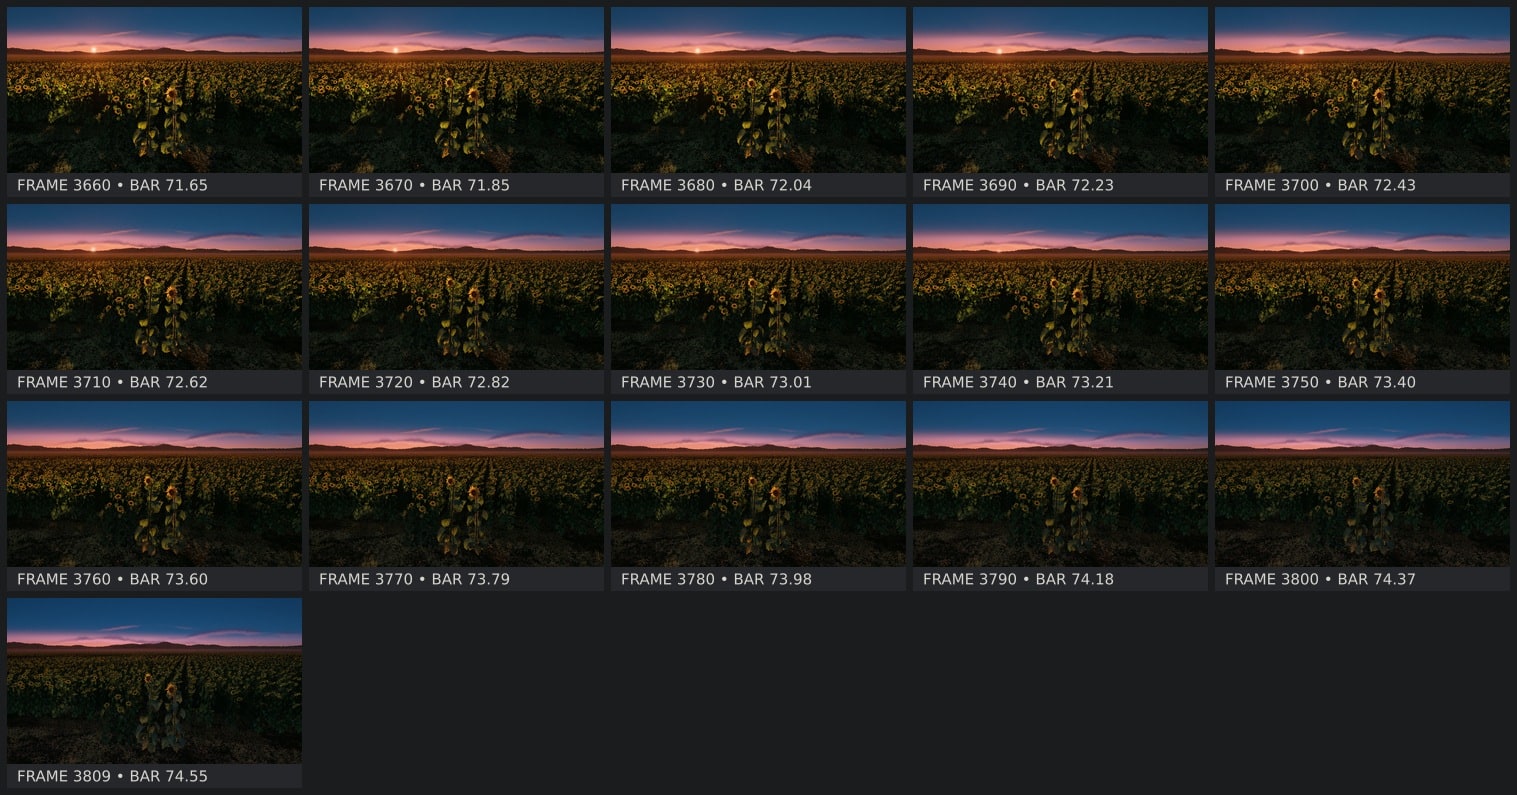 FRAME 3660 • BAR 71.65
FRAME 3670 • BAR 71.85
FRAME 3680 • BAR 72.04
FRAME 3690 • BAR 72.23
FRAME 3700 • BAR 72.43
FRAME 3710 • BAR 72.62
FRAME 3720 • BAR 72.82
FRAME 3730 • BAR 73.01
FRAME 3740 • BAR 73.21
FRAME 3750 • BAR 73.40
FRAME 3760 • BAR 73.60
FRAME 3770 • BAR 73.79
FRAME 3780 • BAR 73.98
FRAME 3790 • BAR 74.18
FRAME 3800 • BAR 74.37
FRAME 3809 • BAR 74.55